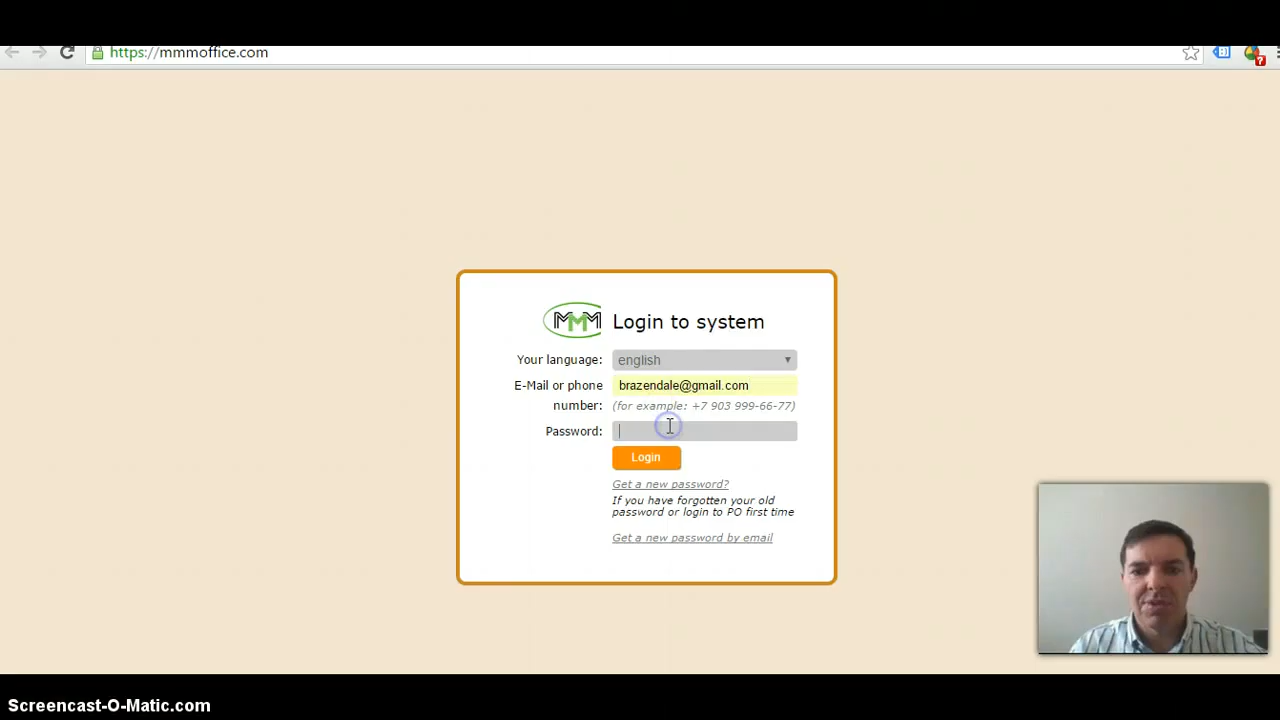 https://mmmoffice.com
MMM Login to system
Your language: english
E-Mail or phone brazendale@gmail.com
number: (for example: +7 903 999-66-77)
Password:
Login
Get a new password?
If you have forgotten your old
password or login to PO first time
Get a new password by email
Screencast-O-Matic.com